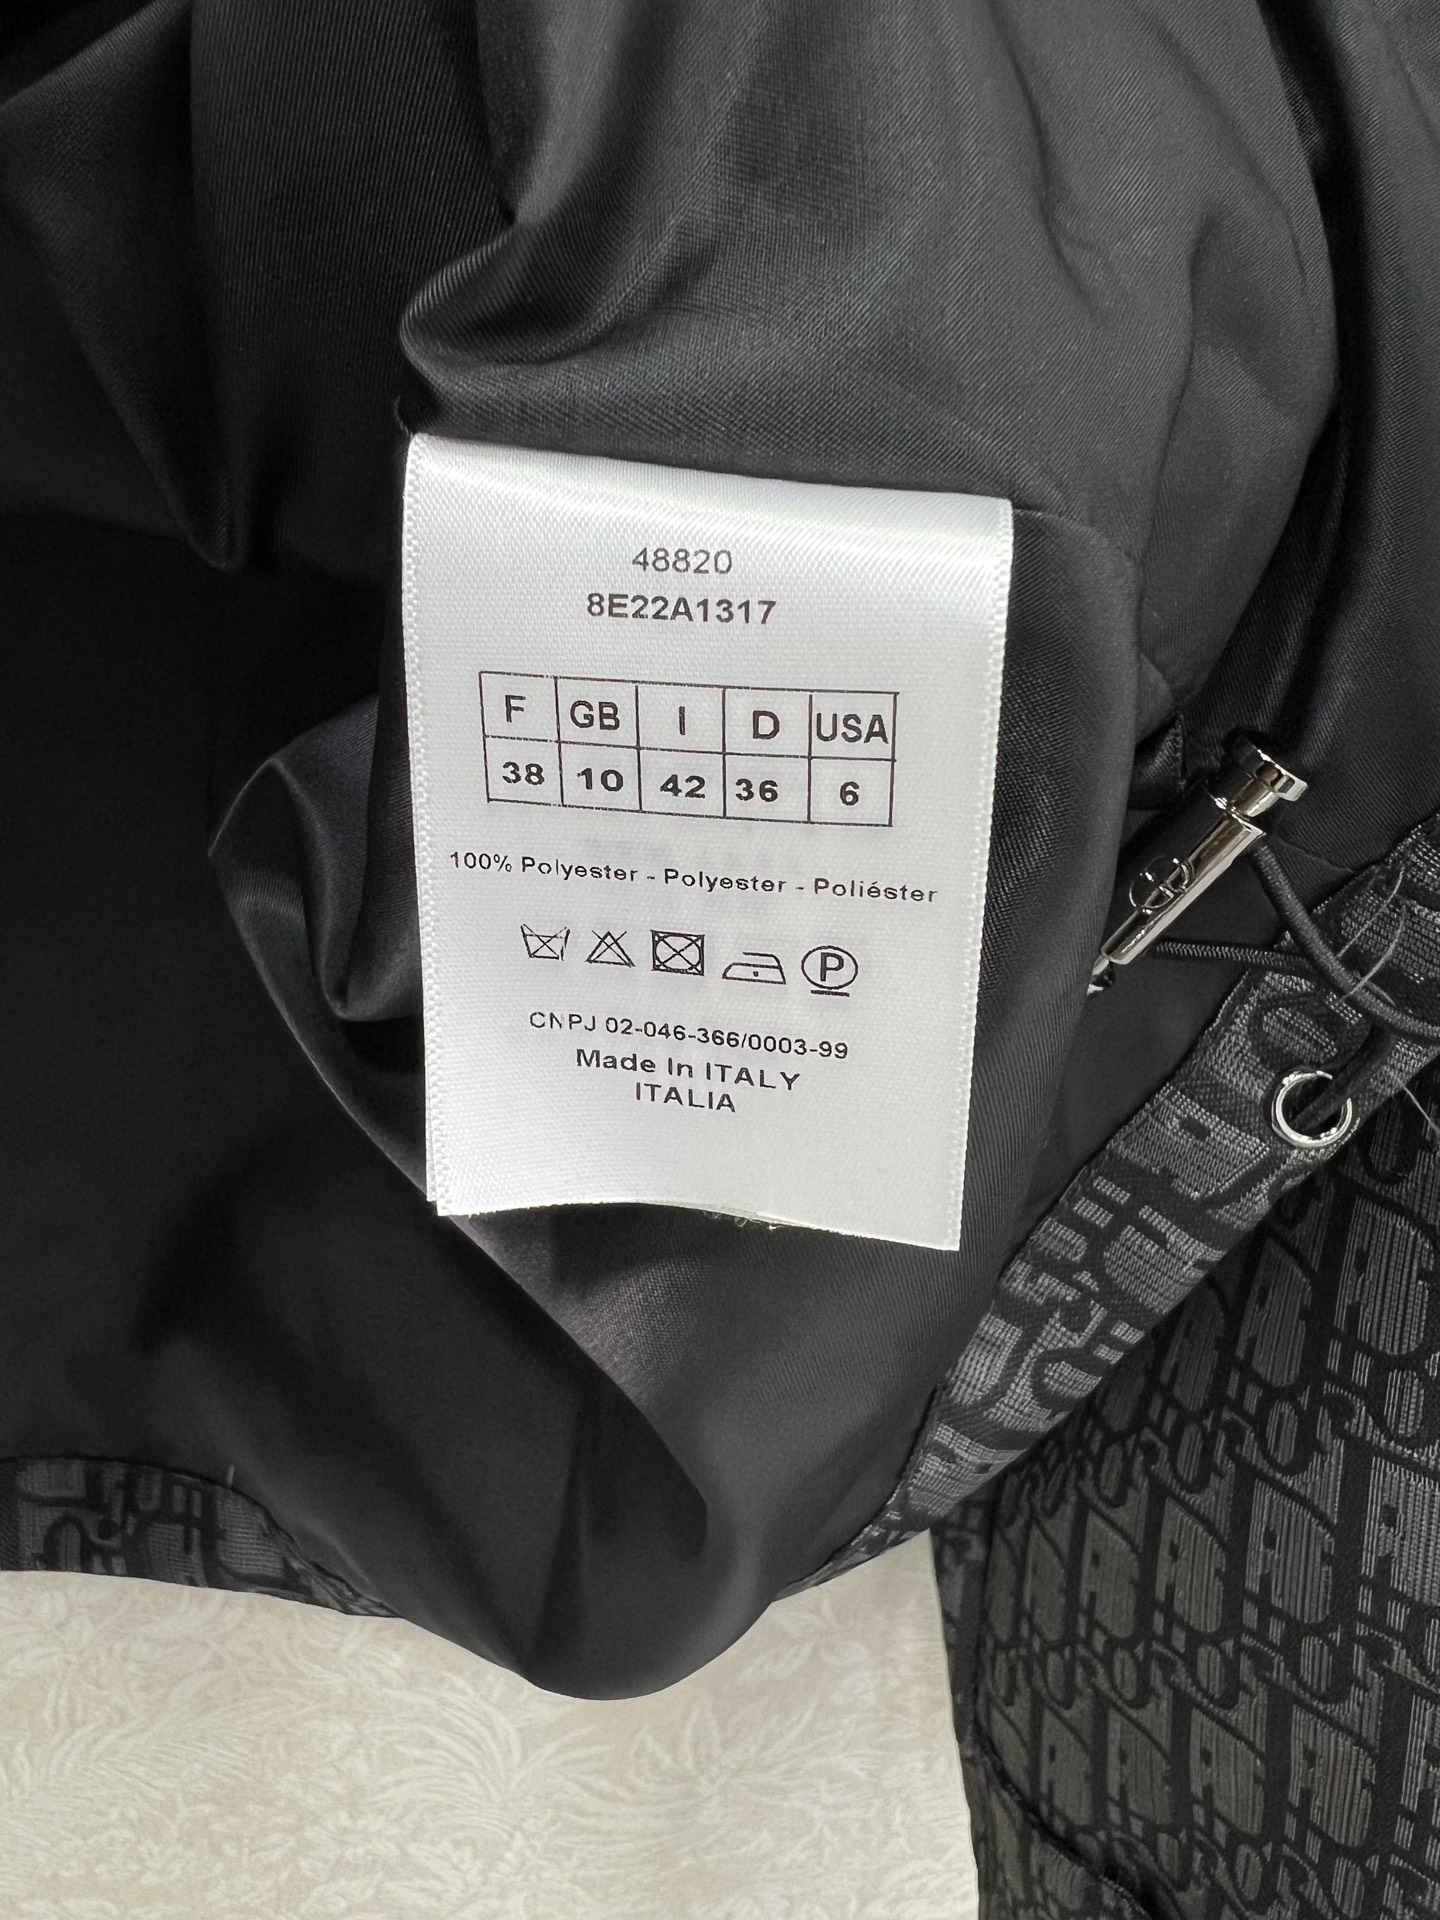 48820
8E22A1317
F GB I D USA
38 10 42 36 6
100% Polyester - Polyester - Poliéster
P
CNPJ 02-046-366/0003-99
Made In ITALY
ITALIA
CD